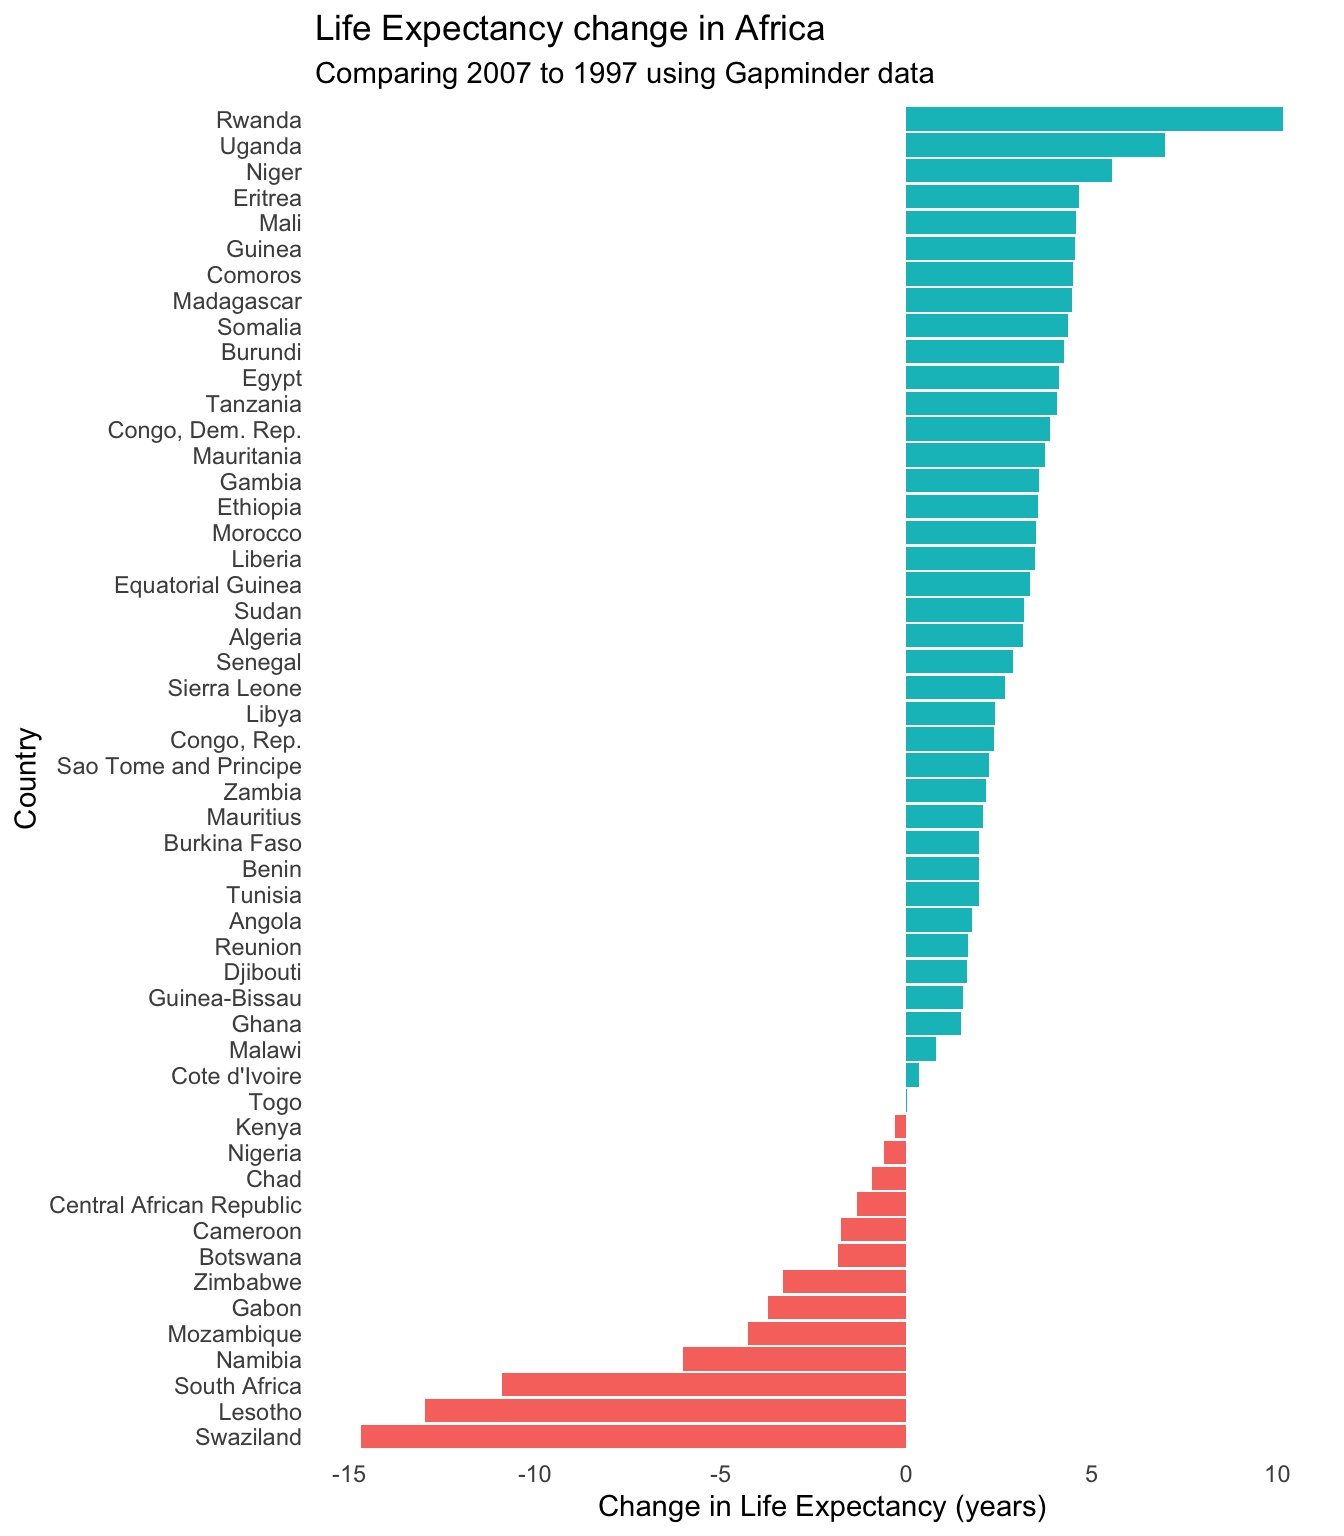 Life Expectancy change in Africa
Comparing 2007 to 1997 using Gapminder data
Rwanda
Uganda
Niger
Eritrea
Mali
Guinea
Comoros
Madagascar
Somalia
Burundi
Egypt
Tanzania
Congo, Dem. Rep.
Mauritania
Gambia
Ethiopia
Morocco
Liberia
Equatorial Guinea
Sudan
Algeria
Senegal
Sierra Leone
Libya
Congo, Rep.
Sao Tome and Principe
Zambia
Mauritius
Burkina Faso
Benin
Tunisia
Angola
Reunion
Djibouti
Guinea-Bissau
Ghana
Malawi
Cote d'Ivoire
Togo
Kenya
Nigeria
Chad
Central African Republic
Cameroon
Botswana
Zimbabwe
Gabon
Mozambique
Namibia
South Africa
Lesotho
Swaziland
Country
-15 -10 -5 0 5 10
Change in Life Expectancy (years)